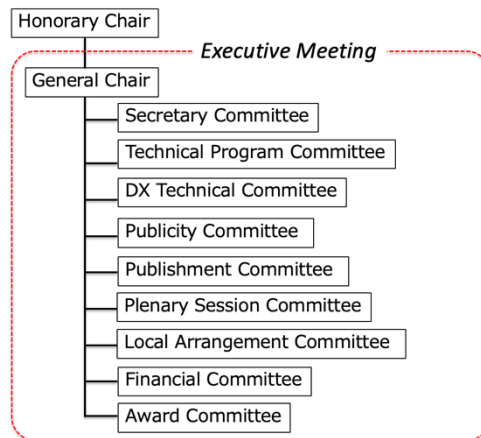 Honorary Chair
Executive Meeting
General Chair
Secretary Committee
Technical Program Committee
DX Technical Committee
Publicity Committee
Publishment Committee
Plenary Session Committee
Local Arrangement Committee
Financial Committee
Award Committee